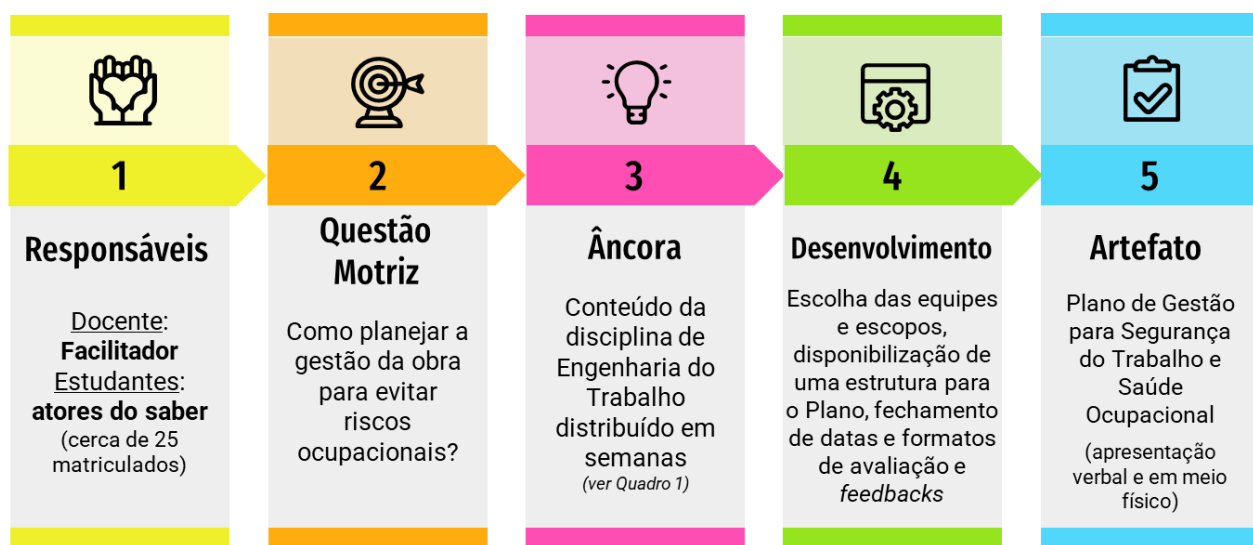 1
Responsáveis
Docente:
Facilitador
Estudantes:
atores do saber
(cerca de 25
matriculados)
2
Questão
Motriz
Como planejar a
gestão da obra
para evitar
riscos
ocupacionais?
3
Âncora
Conteúdo da
disciplina de
Engenharia do
Trabalho
distribuído em
semanas
(ver Quadro 1)
4
Desenvolvimento
Escolha das equipes
e escopos,
disponibilização de
uma estrutura para
o Plano, fechamento
de datas e formatos
de avaliação e
feedbacks
5
Artefato
Plano de Gestão
para Segurança
do Trabalho e
Saúde
Ocupacional
(apresentação
verbal e em meio
físico)